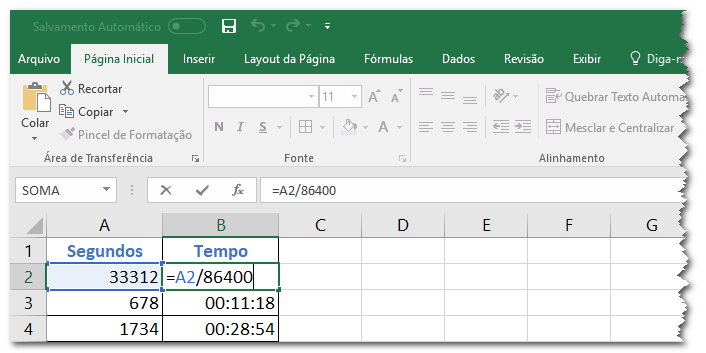 Salvamento Automático
Arquivo Página Inicial Inserir Layout da Página Fórmulas Dados Revisão Exibir Diga-
Colar
Recortar
Copiar
Pincel de Formatação
11 A A
N I S A
Quebrar Texto Automa
Mesclar e Centralizar
Área de Transferência Fonte Alinhamento
SOMA fx =A2/86400
A B C D E F G
1 Segundos Tempo
2 33312 =A2/86400
3 678 00:11:18
4 1734 00:28:54